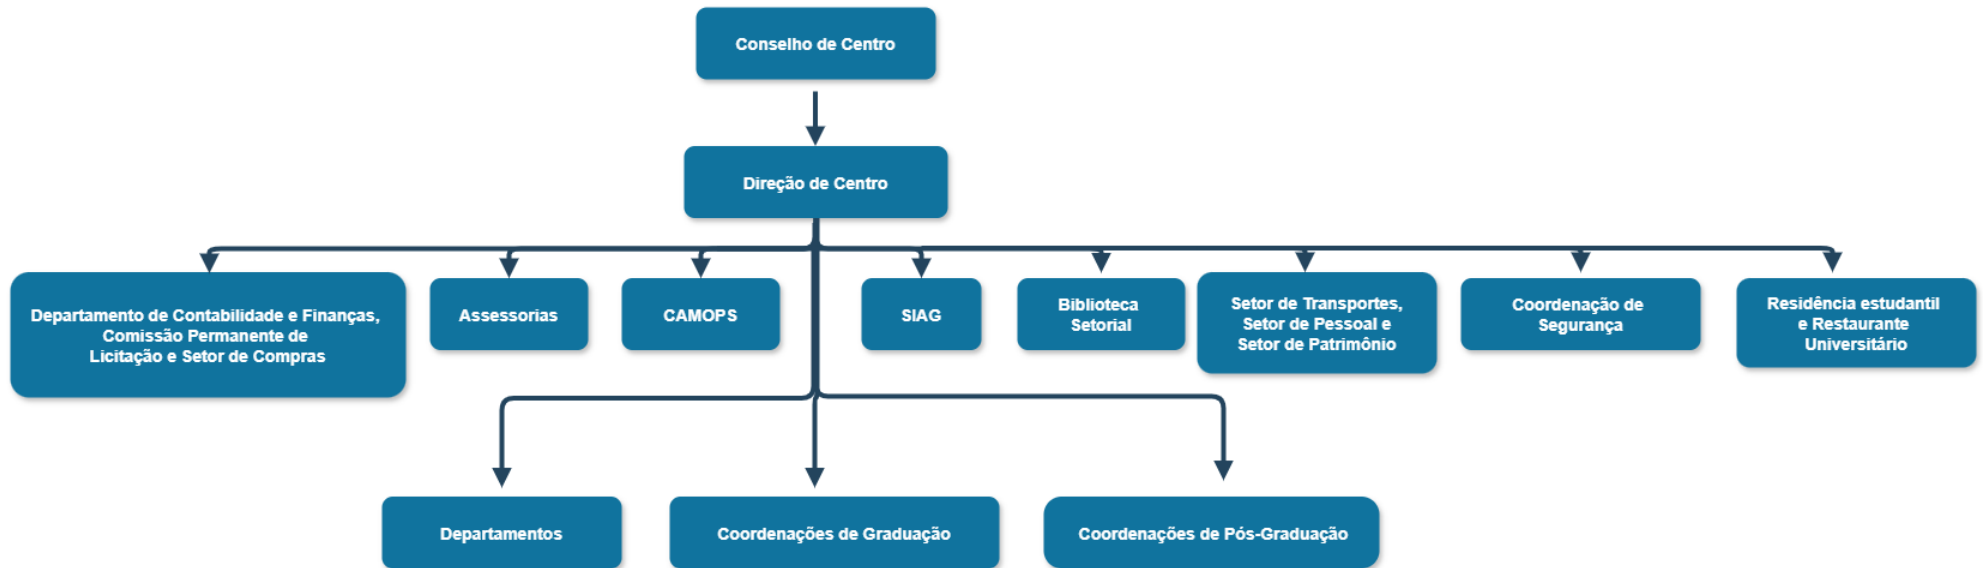 Conselho de Centro
Direção de Centro
Departamento de Contabilidade e Finanças,
Comissão Permanente de
Licitação e Setor de Compras
Assessorias
CAMOPS
SIAG
Biblioteca
Setorial
Setor de Transportes,
Setor de Pessoal e
Setor de Patrimônio
Coordenação de
Segurança
Residência estudantil
e Restaurante
Universitário
Departamentos
Coordenações de Graduação
Coordenações de Pós-Graduação